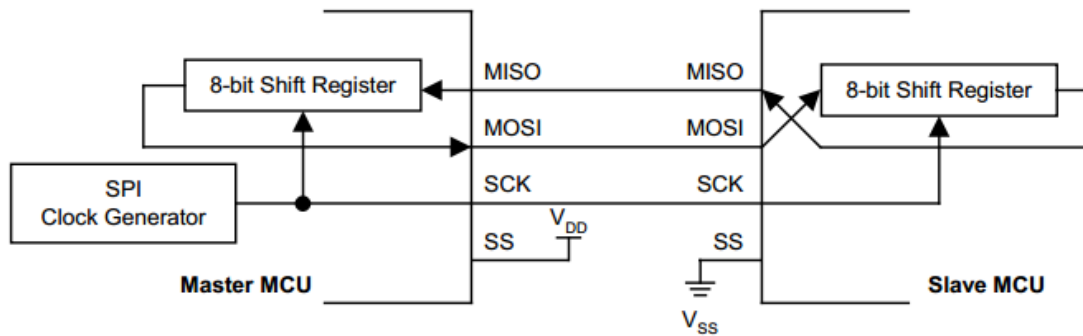 8-bit Shift Register
MISO
MISO
8-bit Shift Register
MOSI
MOSI
SPI
Clock Generator
SCK
SCK
VDD
SS
SS
Master MCU
Slave MCU
VSS